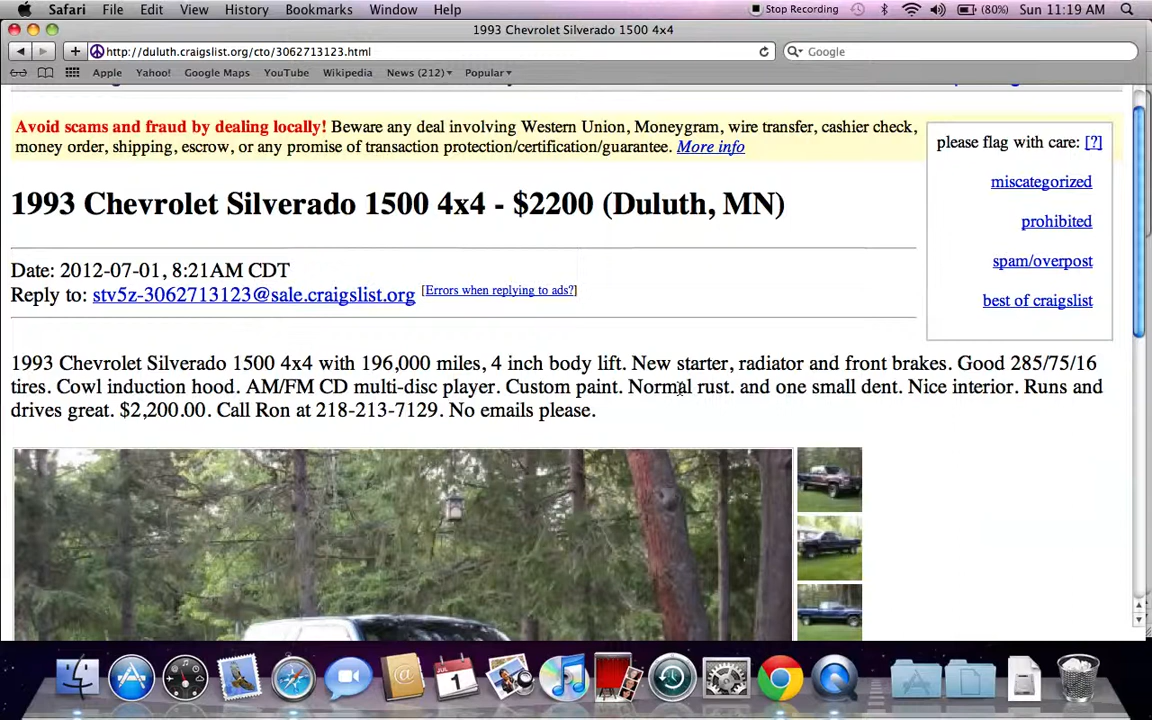 Safari File Edit View History Bookmarks Window Help Stop Recording (80%) Sun 11:19 AM
1993 Chevrolet Silverado 1500 4x4
http://duluth.craigslist.org/cto/3062713123.html Google
Apple Yahoo! Google Maps YouTube Wikipedia News (212) Popular
Avoid scams and fraud by dealing locally! Beware any deal involving Western Union, Moneygram, wire transfer, cashier check,
money order, shipping, escrow, or any promise of transaction protection/certification/guarantee. More info
please flag with care: [?]
miscategorized
prohibited
spam/overpost
best of craigslist
1993 Chevrolet Silverado 1500 4x4 - $2200 (Duluth, MN)
Date: 2012-07-01, 8:21AM CDT
Reply to: stv5z-3062713123@sale.craigslist.org [Errors when replying to ads?]
1993 Chevrolet Silverado 1500 4x4 with 196,000 miles, 4 inch body lift. New starter, radiator and front brakes. Good 285/75/16
tires. Cowl induction hood. AM/FM CD multi-disc player. Custom paint. Normal rust. and one small dent. Nice interior. Runs and
drives great. $2,200.00. Call Ron at 218-213-7129. No emails please.
JUL
1